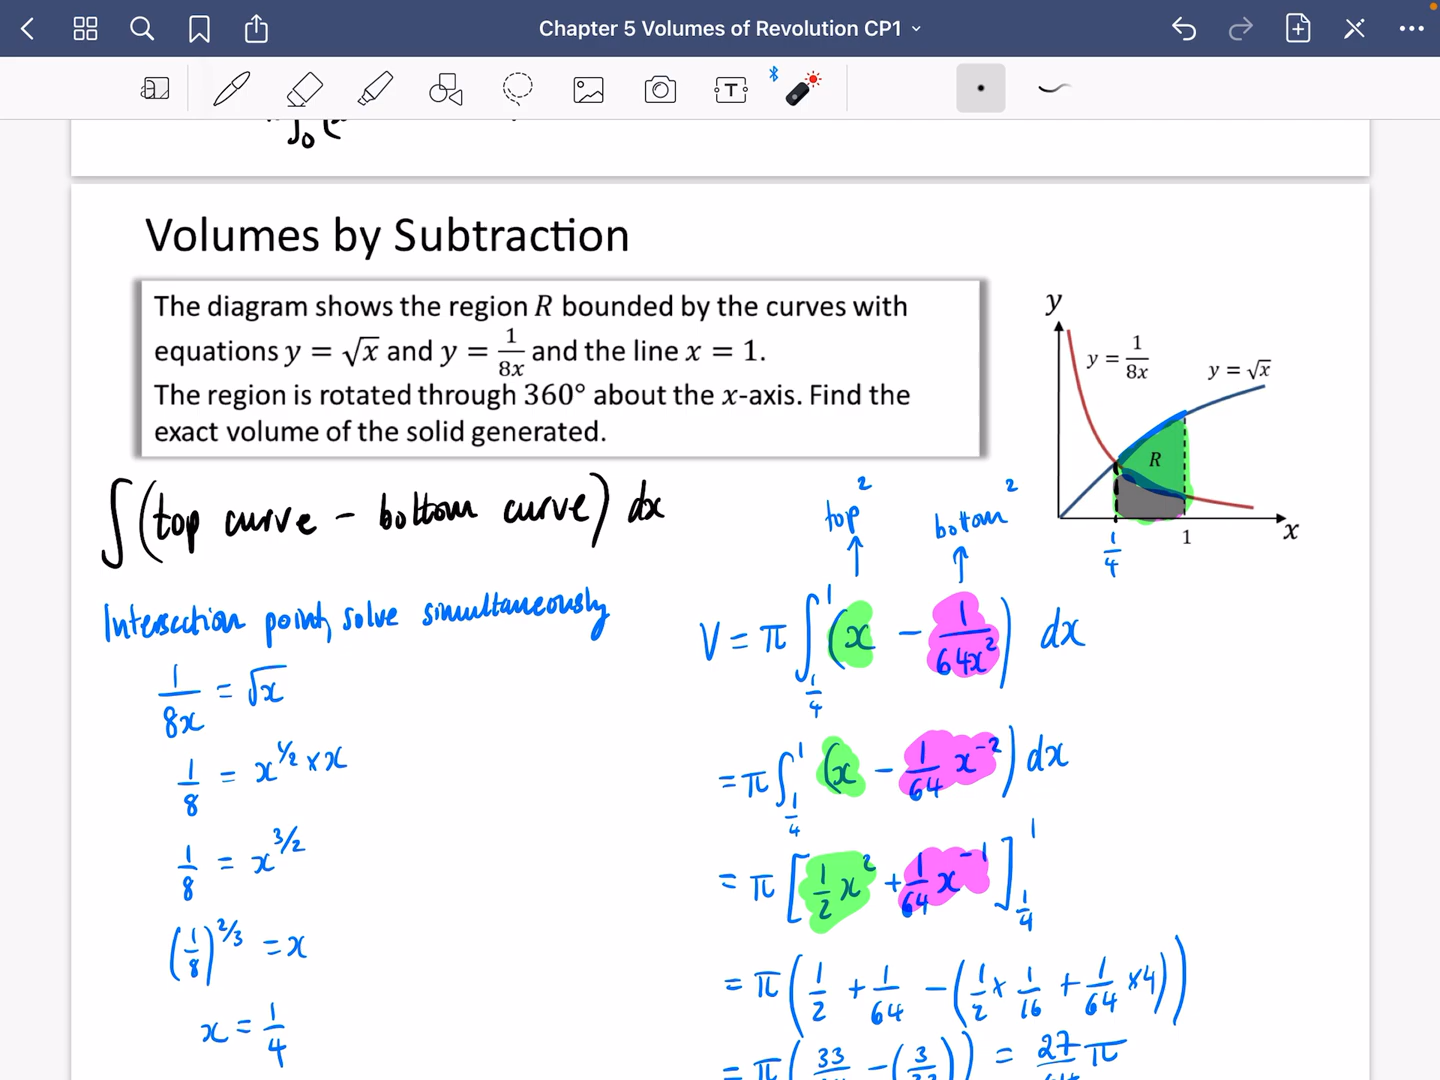 Chapter 5 Volumes of Revolution CP1
T
Volumes by Subtraction
The diagram shows the region R bounded by the curves with
equations y = √x and y = 1/8x and the line x = 1.
The region is rotated through 360° about the x-axis. Find the
exact volume of the solid generated.
y
y = 1/8x
y = √x
R
1/4
1
x
∫(top curve − bottom curve) dx
Intersection point, solve simultaneously
1/8x = √x
1/8 = x^1/2 × x
1/8 = x^3/2
(1/8)^2/3 = x
x = 1/4
top² bottom²
V = π ∫_1/4^1 (x − 1/64x²) dx
= π ∫_1/4^1 (x − 1/64 x^-2) dx
= π [1/2 x² + 1/64 x^-1]_1/4^1
= π (1/2 + 1/64 − (1/2 × 1/16 + 1/64 × 4))